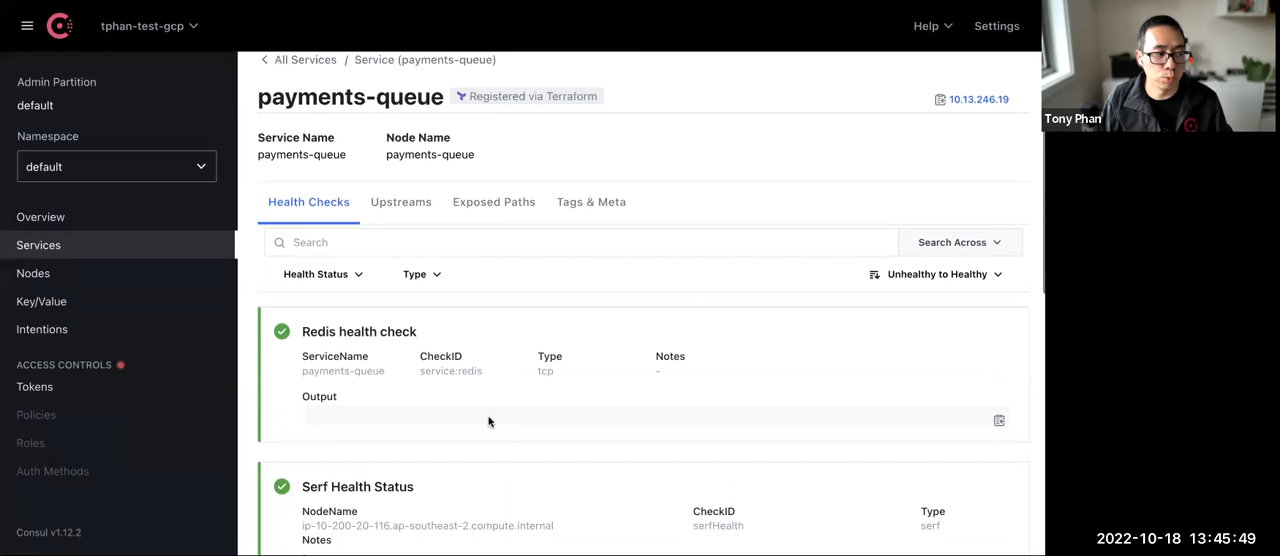 tphan-test-gcp
Help
Settings
Admin Partition
default
Namespace
default
Overview
Services
Nodes
Key/Value
Intentions
ACCESS CONTROLS
Tokens
Policies
Roles
Auth Methods
Consul v1.12.2
All Services / Service (payments-queue)
payments-queue
Registered via Terraform
10.13.246.19
Service Name Node Name
payments-queue payments-queue
Health Checks Upstreams Exposed Paths Tags & Meta
Search
Search Across
Health Status Type Unhealthy to Healthy
Redis health check
ServiceName CheckID Type Notes
payments-queue service:redis tcp -
Output
Serf Health Status
NodeName CheckID Type
ip-10-200-20-116.ap-southeast-2.compute.internal serfHealth serf
Notes
Tony Phan
2022-10-18 13:45:49